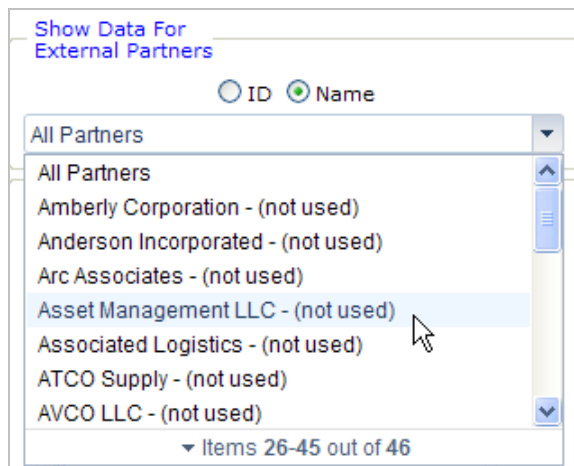 Show Data For
External Partners
ID Name
All Partners
All Partners
Amberly Corporation - (not used)
Anderson Incorporated - (not used)
Arc Associates - (not used)
Asset Management LLC - (not used)
Associated Logistics - (not used)
ATCO Supply - (not used)
AVCO LLC - (not used)
Items 26-45 out of 46